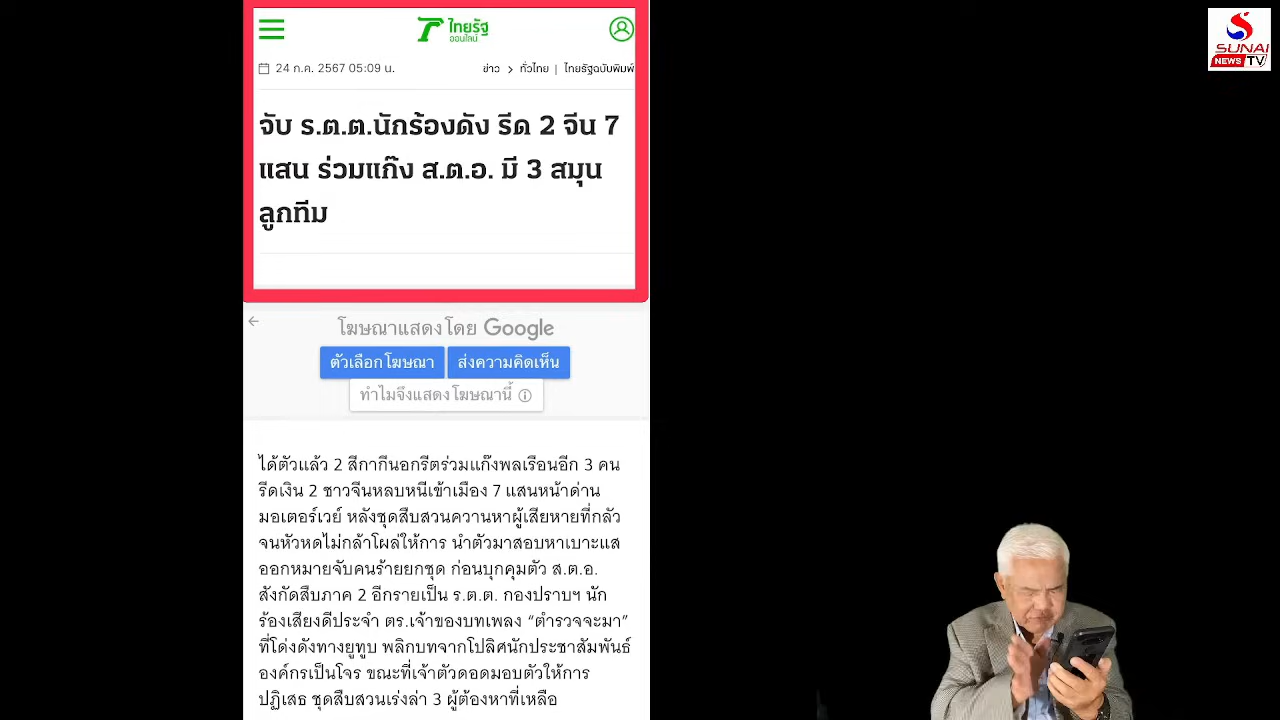 ไทยรัฐ
ออนไลน์
24 ก.ค. 2567 05:09 น.
ข่าว > ทั่วไทย | ไทยรัฐฉบับพิมพ์
จับ ร.ต.ต.นักร้องดัง รีด 2 จีน 7
แสน ร่วมแก๊ง ส.ต.อ. มี 3 สมุน
ลูกทีม
โฆษณาแสดงโดย Google
ตัวเลือกโฆษณา ส่งความคิดเห็น
ทำไมจึงแสดงโฆษณานี้
ได้ตัวแล้ว 2 สีกากีนอกรีตร่วมแก๊งพลเรือนอีก 3 คน
รีดเงิน 2 ชาวจีนหลบหนีเข้าเมือง 7 แสนหน้าด่าน
มอเตอร์เวย์ หลังชุดสืบสวนควานหาผู้เสียหายที่กลัว
จนหัวหดไม่กล้าโผล่ให้การ นำตัวมาสอบหาเบาะแส
ออกหมายจับคนร้ายยกชุด ก่อนบุกคุมตัว ส.ต.อ.
สังกัดสืบภาค 2 อีกรายเป็น ร.ต.ต. กองปราบฯ นัก
ร้องเสียงดีประจำ ตร.เจ้าของบทเพลง “ตำรวจจะมา”
ที่โด่งดังทางยูทูบ พลิกบทจากโปลิศนักประชาสัมพันธ์
องค์กรเป็นโจร ขณะที่เจ้าตัวดอดมอบตัวให้การ
ปฏิเสธ ชุดสืบสวนเร่งล่า 3 ผู้ต้องหาที่เหลือ
SUNAI
NEWS TV